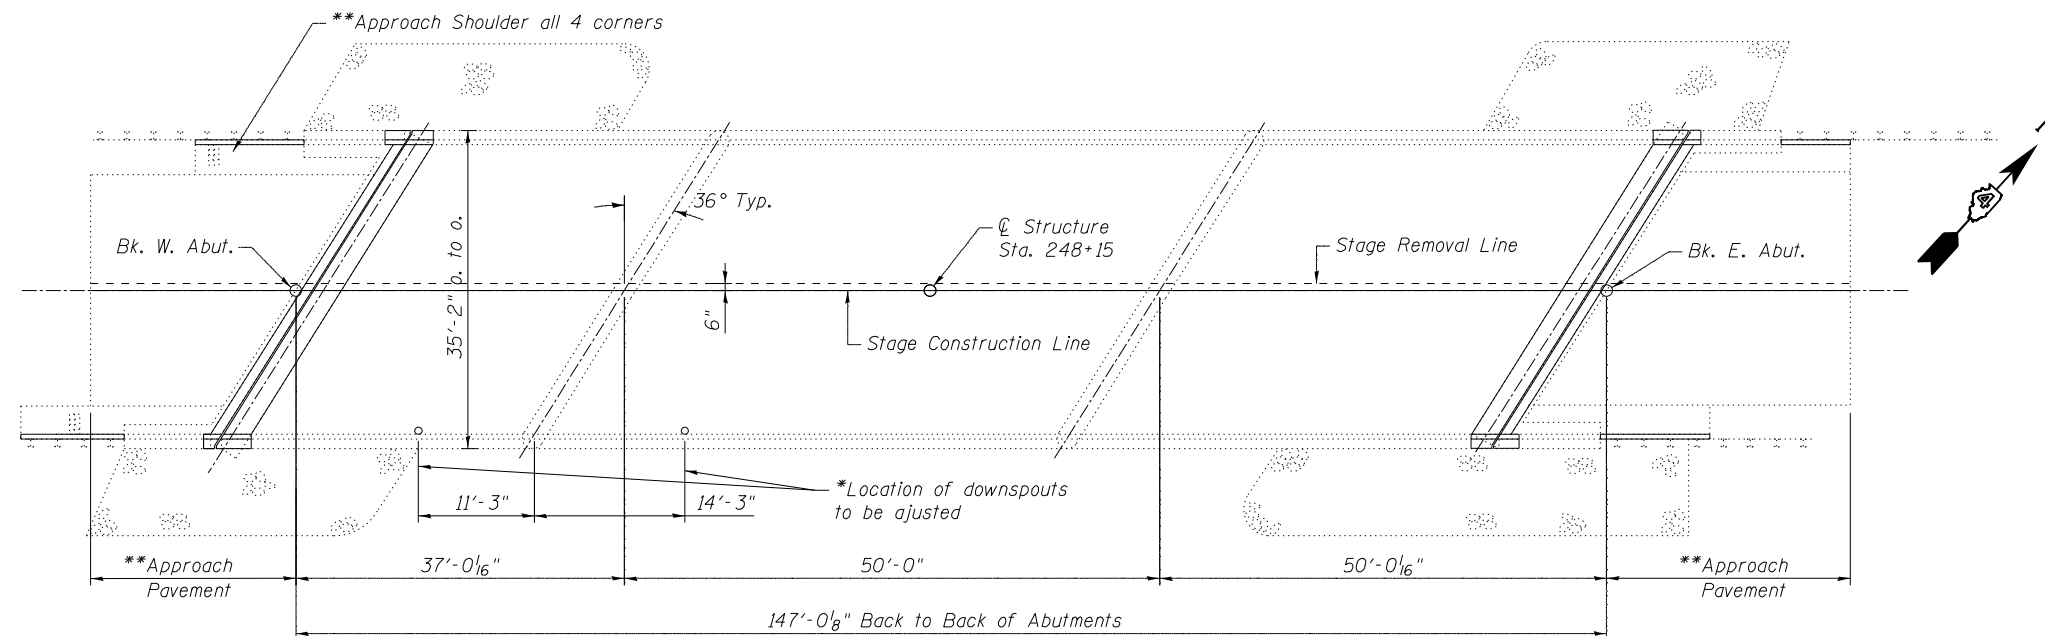 **Approach Shoulder all 4 corners
36° Typ.
℄ Structure
Sta. 248+15
Stage Removal Line
Bk. W. Abut.
Bk. E. Abut.
35'-2" o. to o.
6"
Stage Construction Line
4
*Location of downspouts
to be ajusted
11'-3"
14'-3"
**Approach
Pavement
37'-0 1/16"
50'-0"
50'-0 1/16"
**Approach
Pavement
147'-0 1/8" Back to Back of Abutments